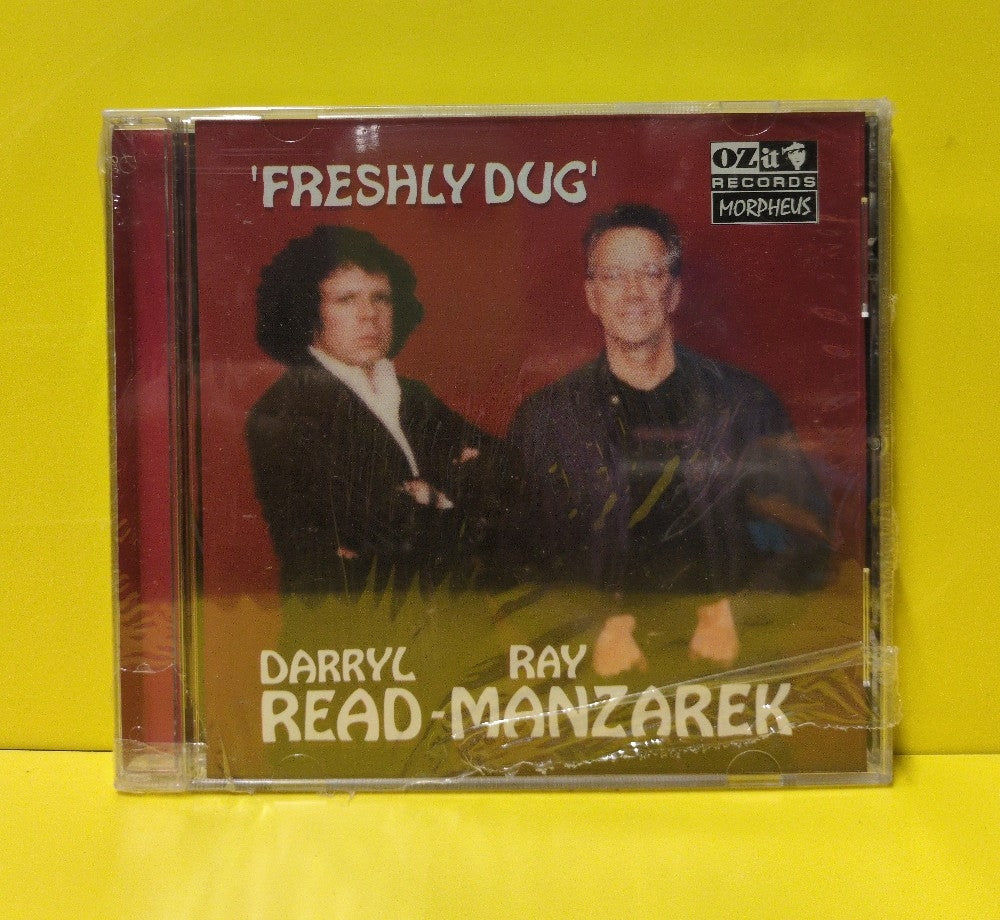 'FRESHLY DUG'
OZit
RECORDS
MORPHEUS
DARRYL RAY
READ-MANZAREK